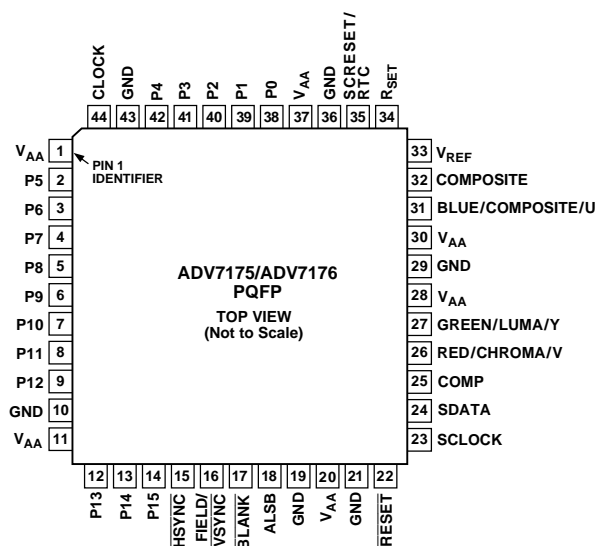 CLOCK
GND
P4
P3
P2
P1
P0
VAA
GND
SCRESET/
RTC
RSET
44 43 42 41 40 39 38 37 36 35 34
VAA 1
PIN 1
IDENTIFIER
P5 2
P6 3
P7 4
P8 5
P9 6
P10 7
P11 8
P12 9
GND 10
VAA 11
ADV7175/ADV7176
PQFP
TOP VIEW
(Not to Scale)
33 VREF
32 COMPOSITE
31 BLUE/COMPOSITE/U
30 VAA
29 GND
28 VAA
27 GREEN/LUMA/Y
26 RED/CHROMA/V
25 COMP
24 SDATA
23 SCLOCK
12 13 14 15 16 17 18 19 20 21 22
P13
P14
P15
HSYNC
FIELD/
VSYNC
BLANK
ALSB
GND
VAA
GND
RESET